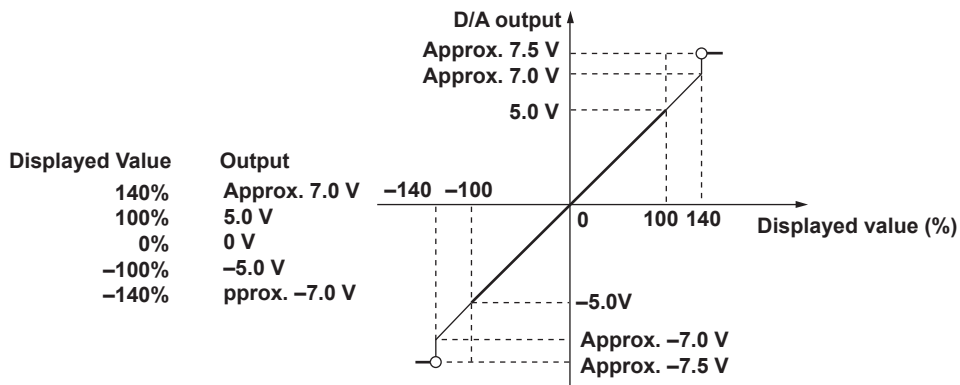 D/A output
Approx. 7.5 V
Approx. 7.0 V
5.0 V
Displayed Value Output
140% Approx. 7.0 V
100% 5.0 V
0% 0 V
–100% –5.0 V
–140% pprox. –7.0 V
–140 –100
0 100 140
Displayed value (%)
–5.0V
Approx. –7.0 V
Approx. –7.5 V